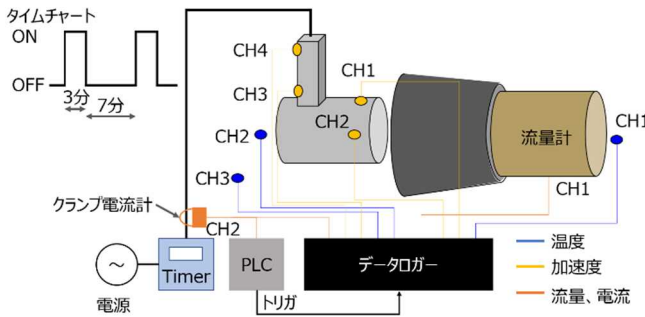 タイムチャート
ON
OFF
3分
7分
CH4
CH3
CH1
CH2
CH2
CH3
流量計
CH1
CH1
クランプ電流計
CH2
Timer
PLC
データロガー
電源
トリガ
温度
加速度
流量、電流